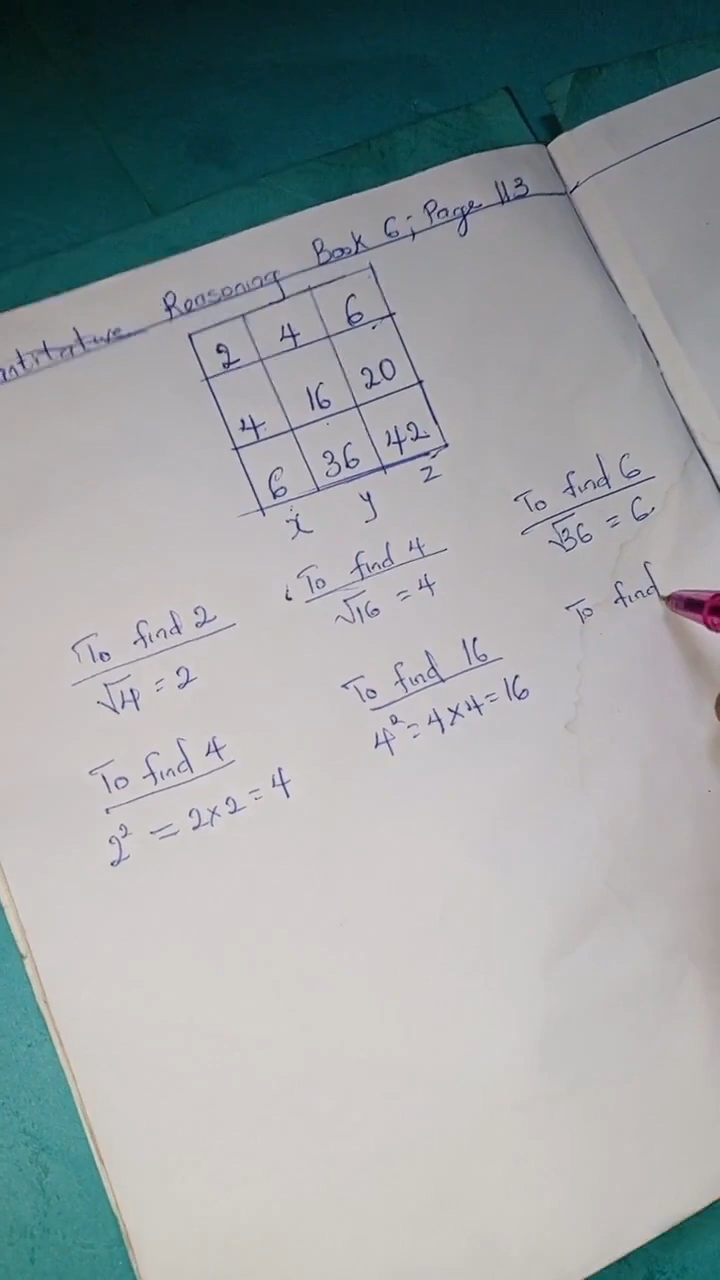 Quantitative Reasoning Book 6; Page 113
2 4 6
4 16 20
6 36 42
x y z
To find 2
√4 = 2
To find 4
√16 = 4
To find 6
√36 = 6
To find 4
2² = 2×2 = 4
To find 16
4² = 4×4 = 16
To find